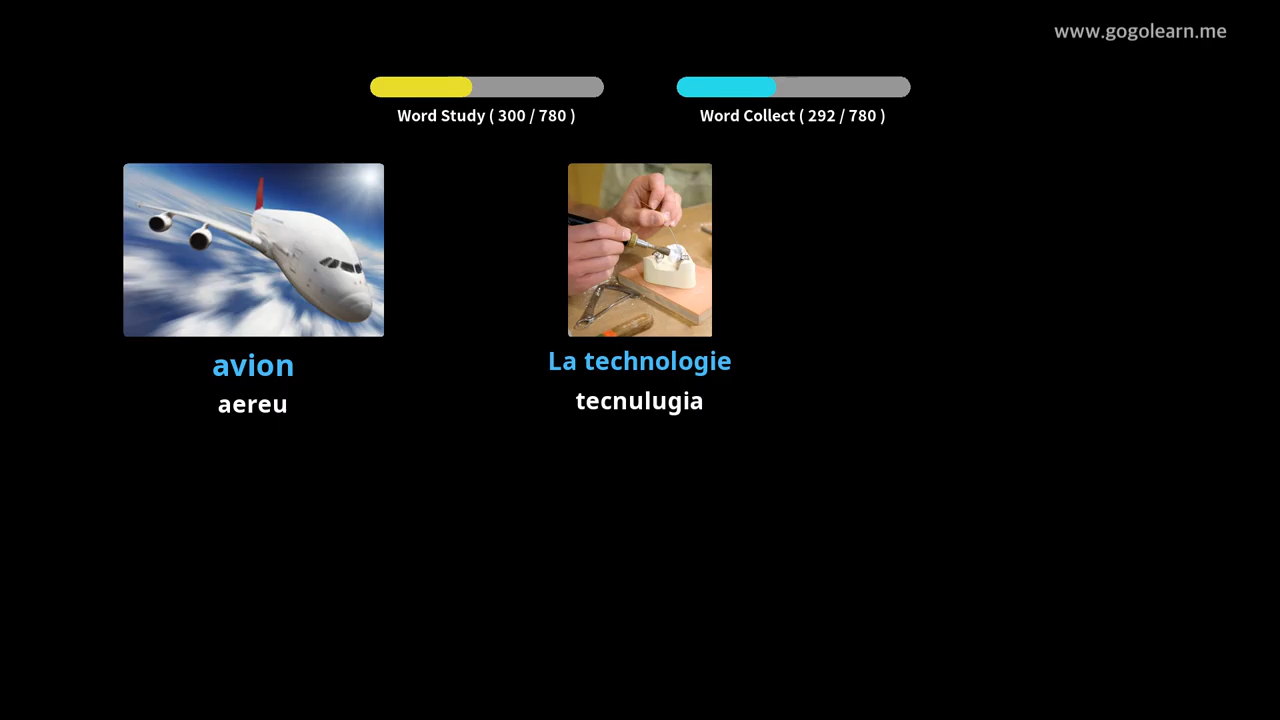 www.gogolearn.me
Word Study ( 300 / 780 )
Word Collect ( 292 / 780 )
avion
aereu
La technologie
tecnulugia